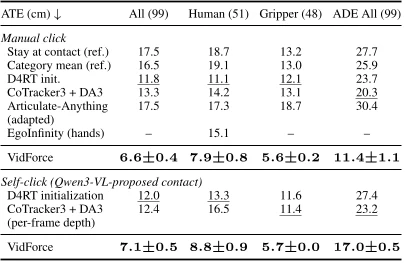 ATE (cm) ↓ All (99) Human (51) Gripper (48) ADE All (99)
Manual click
Stay at contact (ref.) 17.5 18.7 13.2 27.7
Category mean (ref.) 16.5 19.1 13.0 25.9
D4RT init. 11.8 11.1 12.1 23.7
CoTracker3 + DA3 13.3 14.2 13.1 20.3
Articulate-Anything 17.5 17.3 18.7 30.4
(adapted)
EgoInfinity (hands) – 15.1 – –
VidForce 6.6±0.4 7.9±0.8 5.6±0.2 11.4±1.1
Self-click (Qwen3-VL-proposed contact)
D4RT initialization 12.0 13.3 11.6 27.4
CoTracker3 + DA3 12.4 16.5 11.4 23.2
(per-frame depth)
VidForce 7.1±0.5 8.8±0.9 5.7±0.0 17.0±0.5